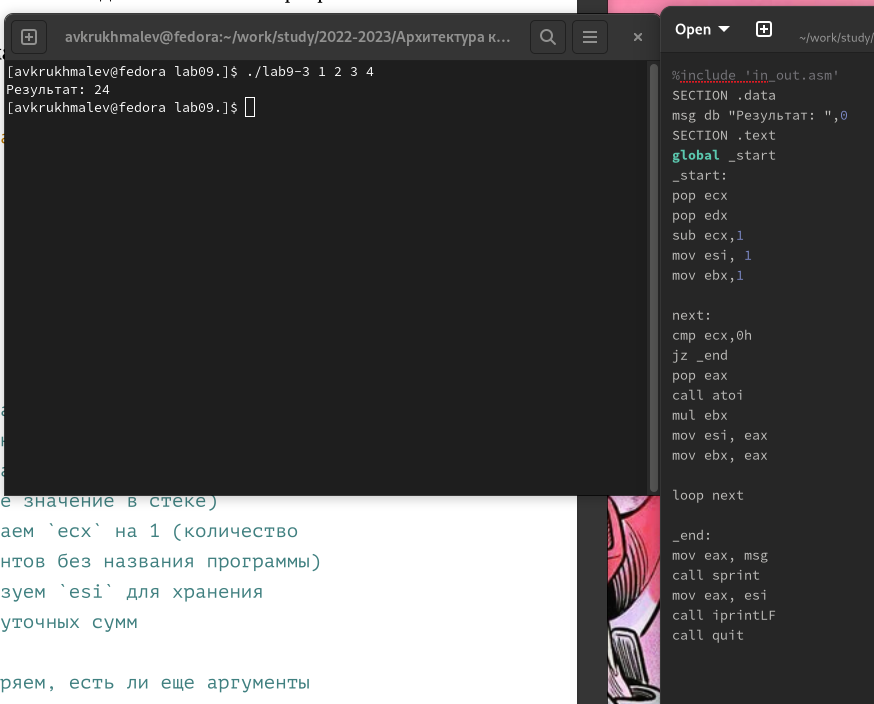 avkrukhmalev@fedora:~/work/study/2022-2023/Архитектура к...
[avkrukhmalev@fedora lab09.]$ ./lab9-3 1 2 3 4
Результат: 24
[avkrukhmalev@fedora lab09.]$
Open
~/work/study/
%include 'in_out.asm'
SECTION .data
msg db "Результат: ",0
SECTION .text
global _start
_start:
pop ecx
pop edx
sub ecx,1
mov esi, 1
mov ebx,1
next:
cmp ecx,0h
jz _end
pop eax
call atoi
mul ebx
mov esi, eax
mov ebx, eax
loop next
_end:
mov eax, msg
call sprint
mov eax, esi
call iprintLF
call quit
е значение в стеке)
аем `ecx` на 1 (количество
нтов без названия программы)
зуем `esi` для хранения
уточных сумм
ряем, есть ли еще аргументы